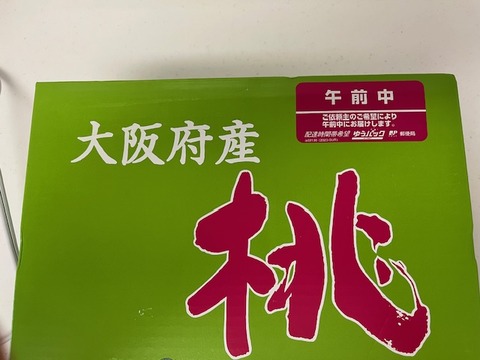 午前中
ご依頼主のご希望により
午前中にお届けします。
配達時間帯希望 ゆうパック 郵便局
大阪府産
桃